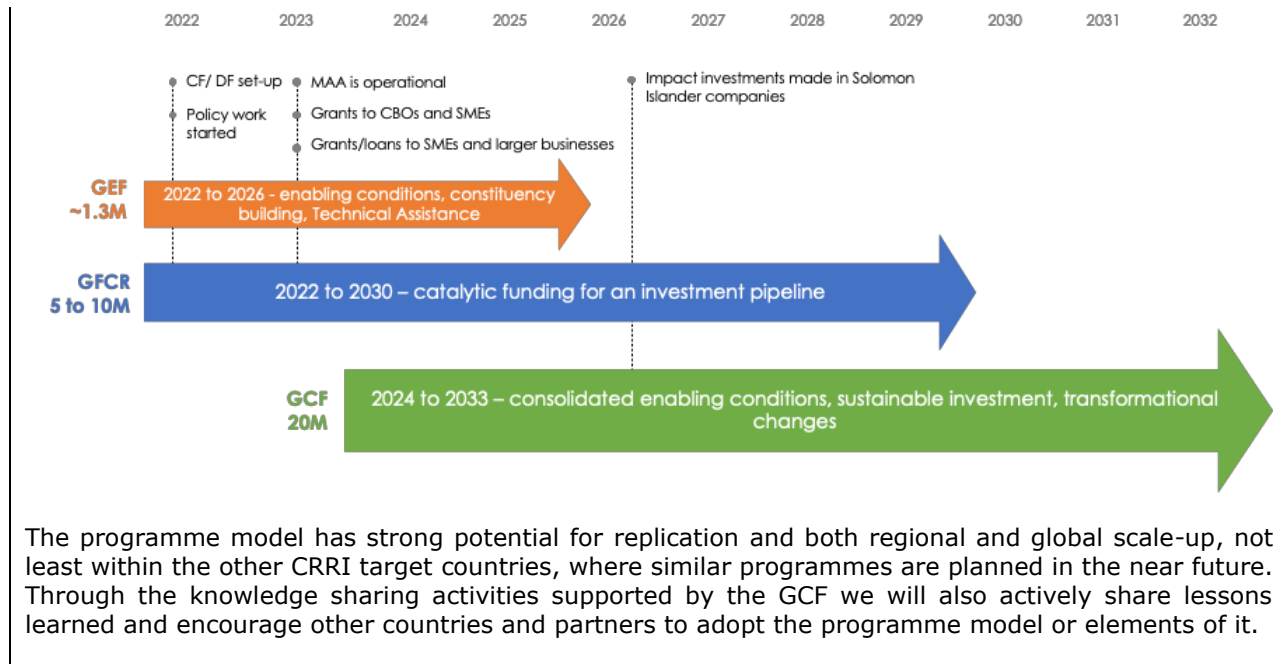 2022 2023 2024 2025 2026 2027 2028 2029 2030 2031 2032
CF/ DF set-up
Policy work
started
MAA is operational
Grants to CBOs and SMEs
Grants/loans to SMEs and larger businesses
Impact investments made in Solomon
Islander companies
GEF
~1.3M
2022 to 2026 - enabling conditions, constituency
building, Technical Assistance
GFCR
5 to 10M
2022 to 2030 – catalytic funding for an investment pipeline
GCF
20M
2024 to 2033 – consolidated enabling conditions, sustainable investment, transformational
changes
The programme model has strong potential for replication and both regional and global scale-up, not
least within the other CRRI target countries, where similar programmes are planned in the near future.
Through the knowledge sharing activities supported by the GCF we will also actively share lessons
learned and encourage other countries and partners to adopt the programme model or elements of it.